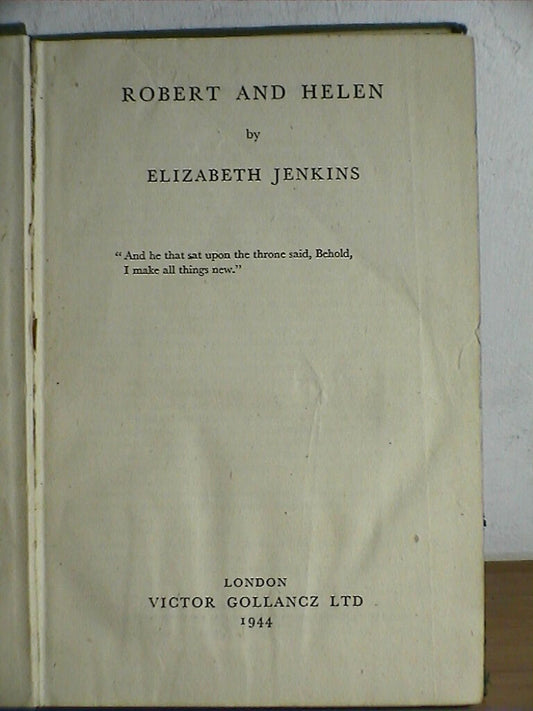 ROBERT AND HELEN
by
ELIZABETH JENKINS
“ And he that sat upon the throne said, Behold,
I make all things new.”
LONDON
VICTOR GOLLANCZ LTD
1944